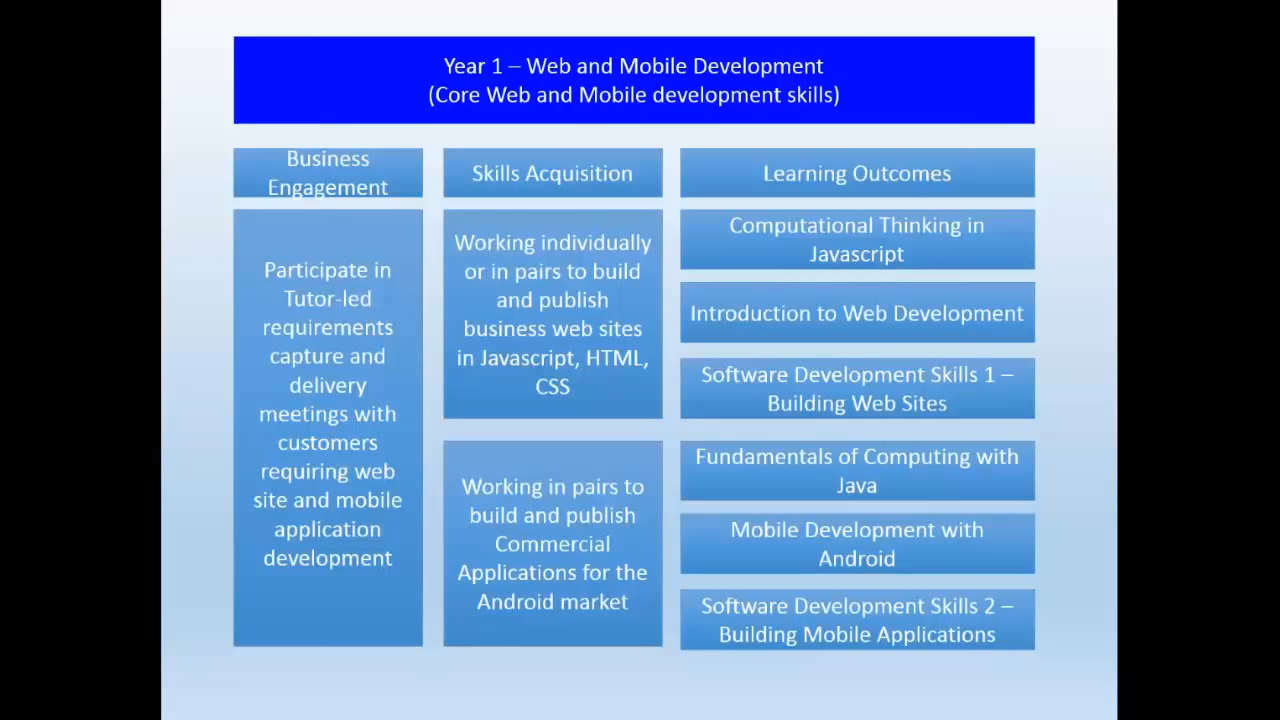 Year 1 – Web and Mobile Development
(Core Web and Mobile development skills)
Business
Engagement
Skills Acquisition
Learning Outcomes
Participate in
Tutor-led
requirements
capture and
delivery
meetings with
customers
requiring web
site and mobile
application
development
Working individually
or in pairs to build
and publish
business web sites
in Javascript, HTML,
CSS
Working in pairs to
build and publish
Commercial
Applications for the
Android market
Computational Thinking in
Javascript
Introduction to Web Development
Software Development Skills 1 –
Building Web Sites
Fundamentals of Computing with
Java
Mobile Development with
Android
Software Development Skills 2 –
Building Mobile Applications